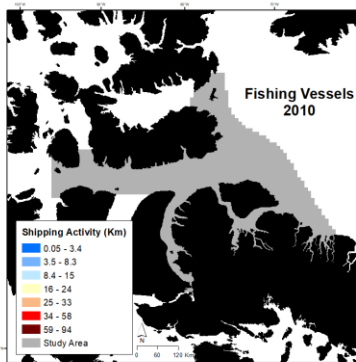 Fishing Vessels
2010
Shipping Activity (Km)
0.05 - 3.4
3.5 - 8.3
8.4 - 15
16 - 24
25 - 33
34 - 58
59 - 94
Study Area
N
0
60
120 Km